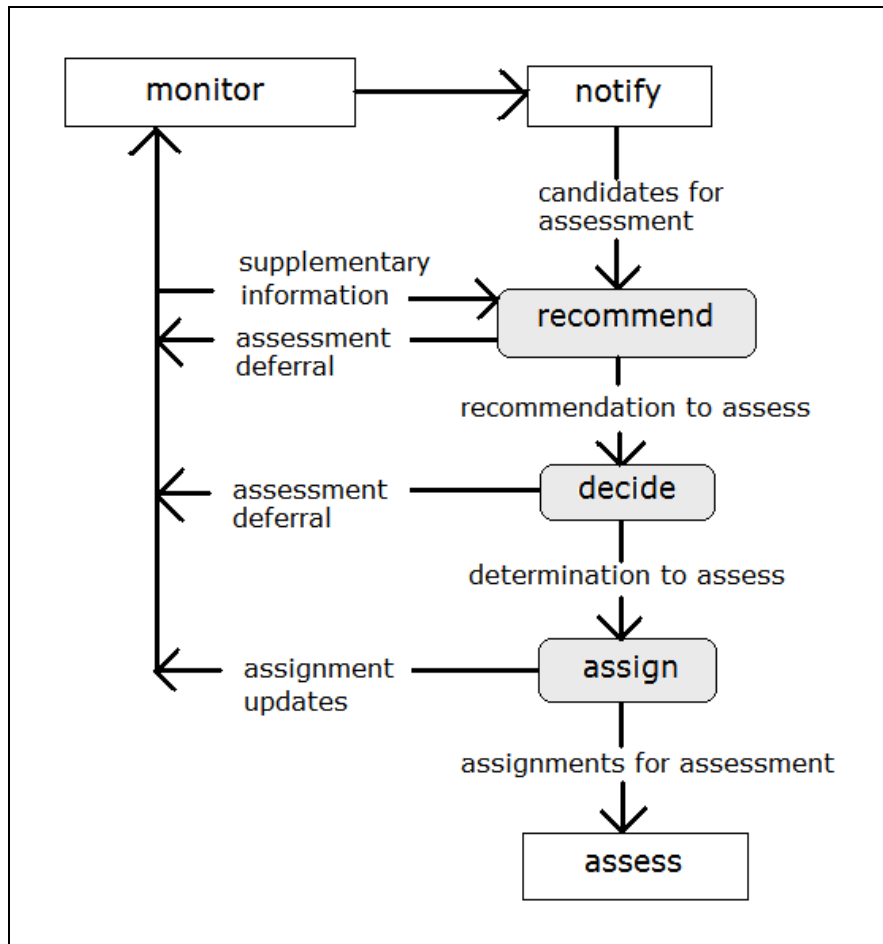 monitor
notify
candidates for
assessment
supplementary
information
recommend
assessment
deferral
recommendation to assess
decide
assessment
deferral
determination to assess
assign
assignment
updates
assignments for assessment
assess